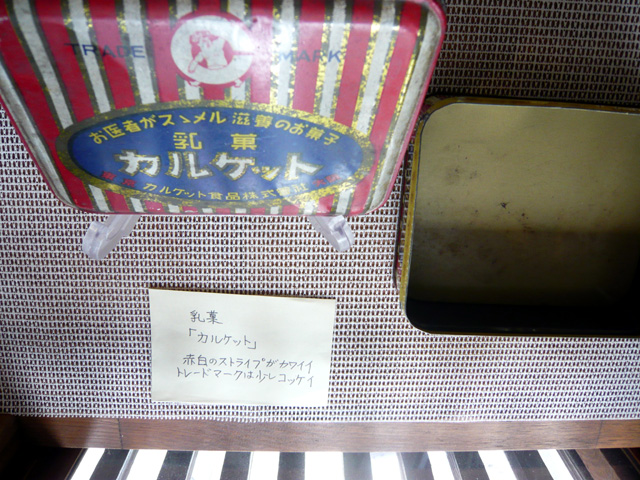 TRADE MARK
お医者がスヽメル滋養のお菓子
乳菓
カルケット
カルケット食品株式會社
乳菓
「カルケット」
赤白のストライプがカワイイ
トレードマークは少しコッケイ